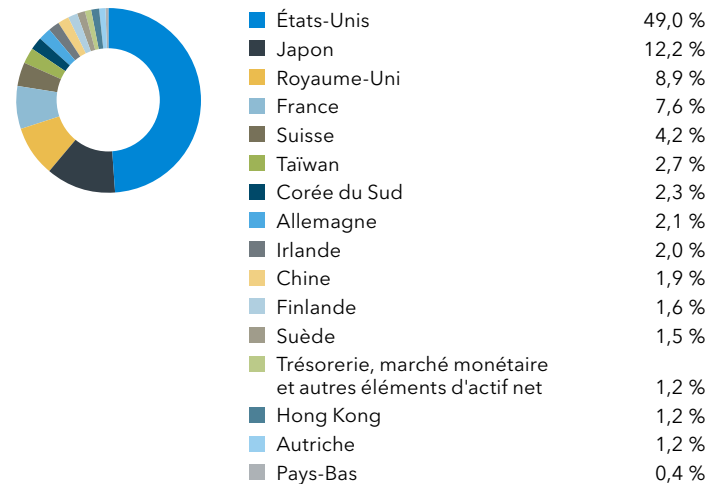 États-Unis 49,0 %
Japon 12,2 %
Royaume-Uni 8,9 %
France 7,6 %
Suisse 4,2 %
Taïwan 2,7 %
Corée du Sud 2,3 %
Allemagne 2,1 %
Irlande 2,0 %
Chine 1,9 %
Finlande 1,6 %
Suède 1,5 %
Trésorerie, marché monétaire
et autres éléments d'actif net 1,2 %
Hong Kong 1,2 %
Autriche 1,2 %
Pays-Bas 0,4 %